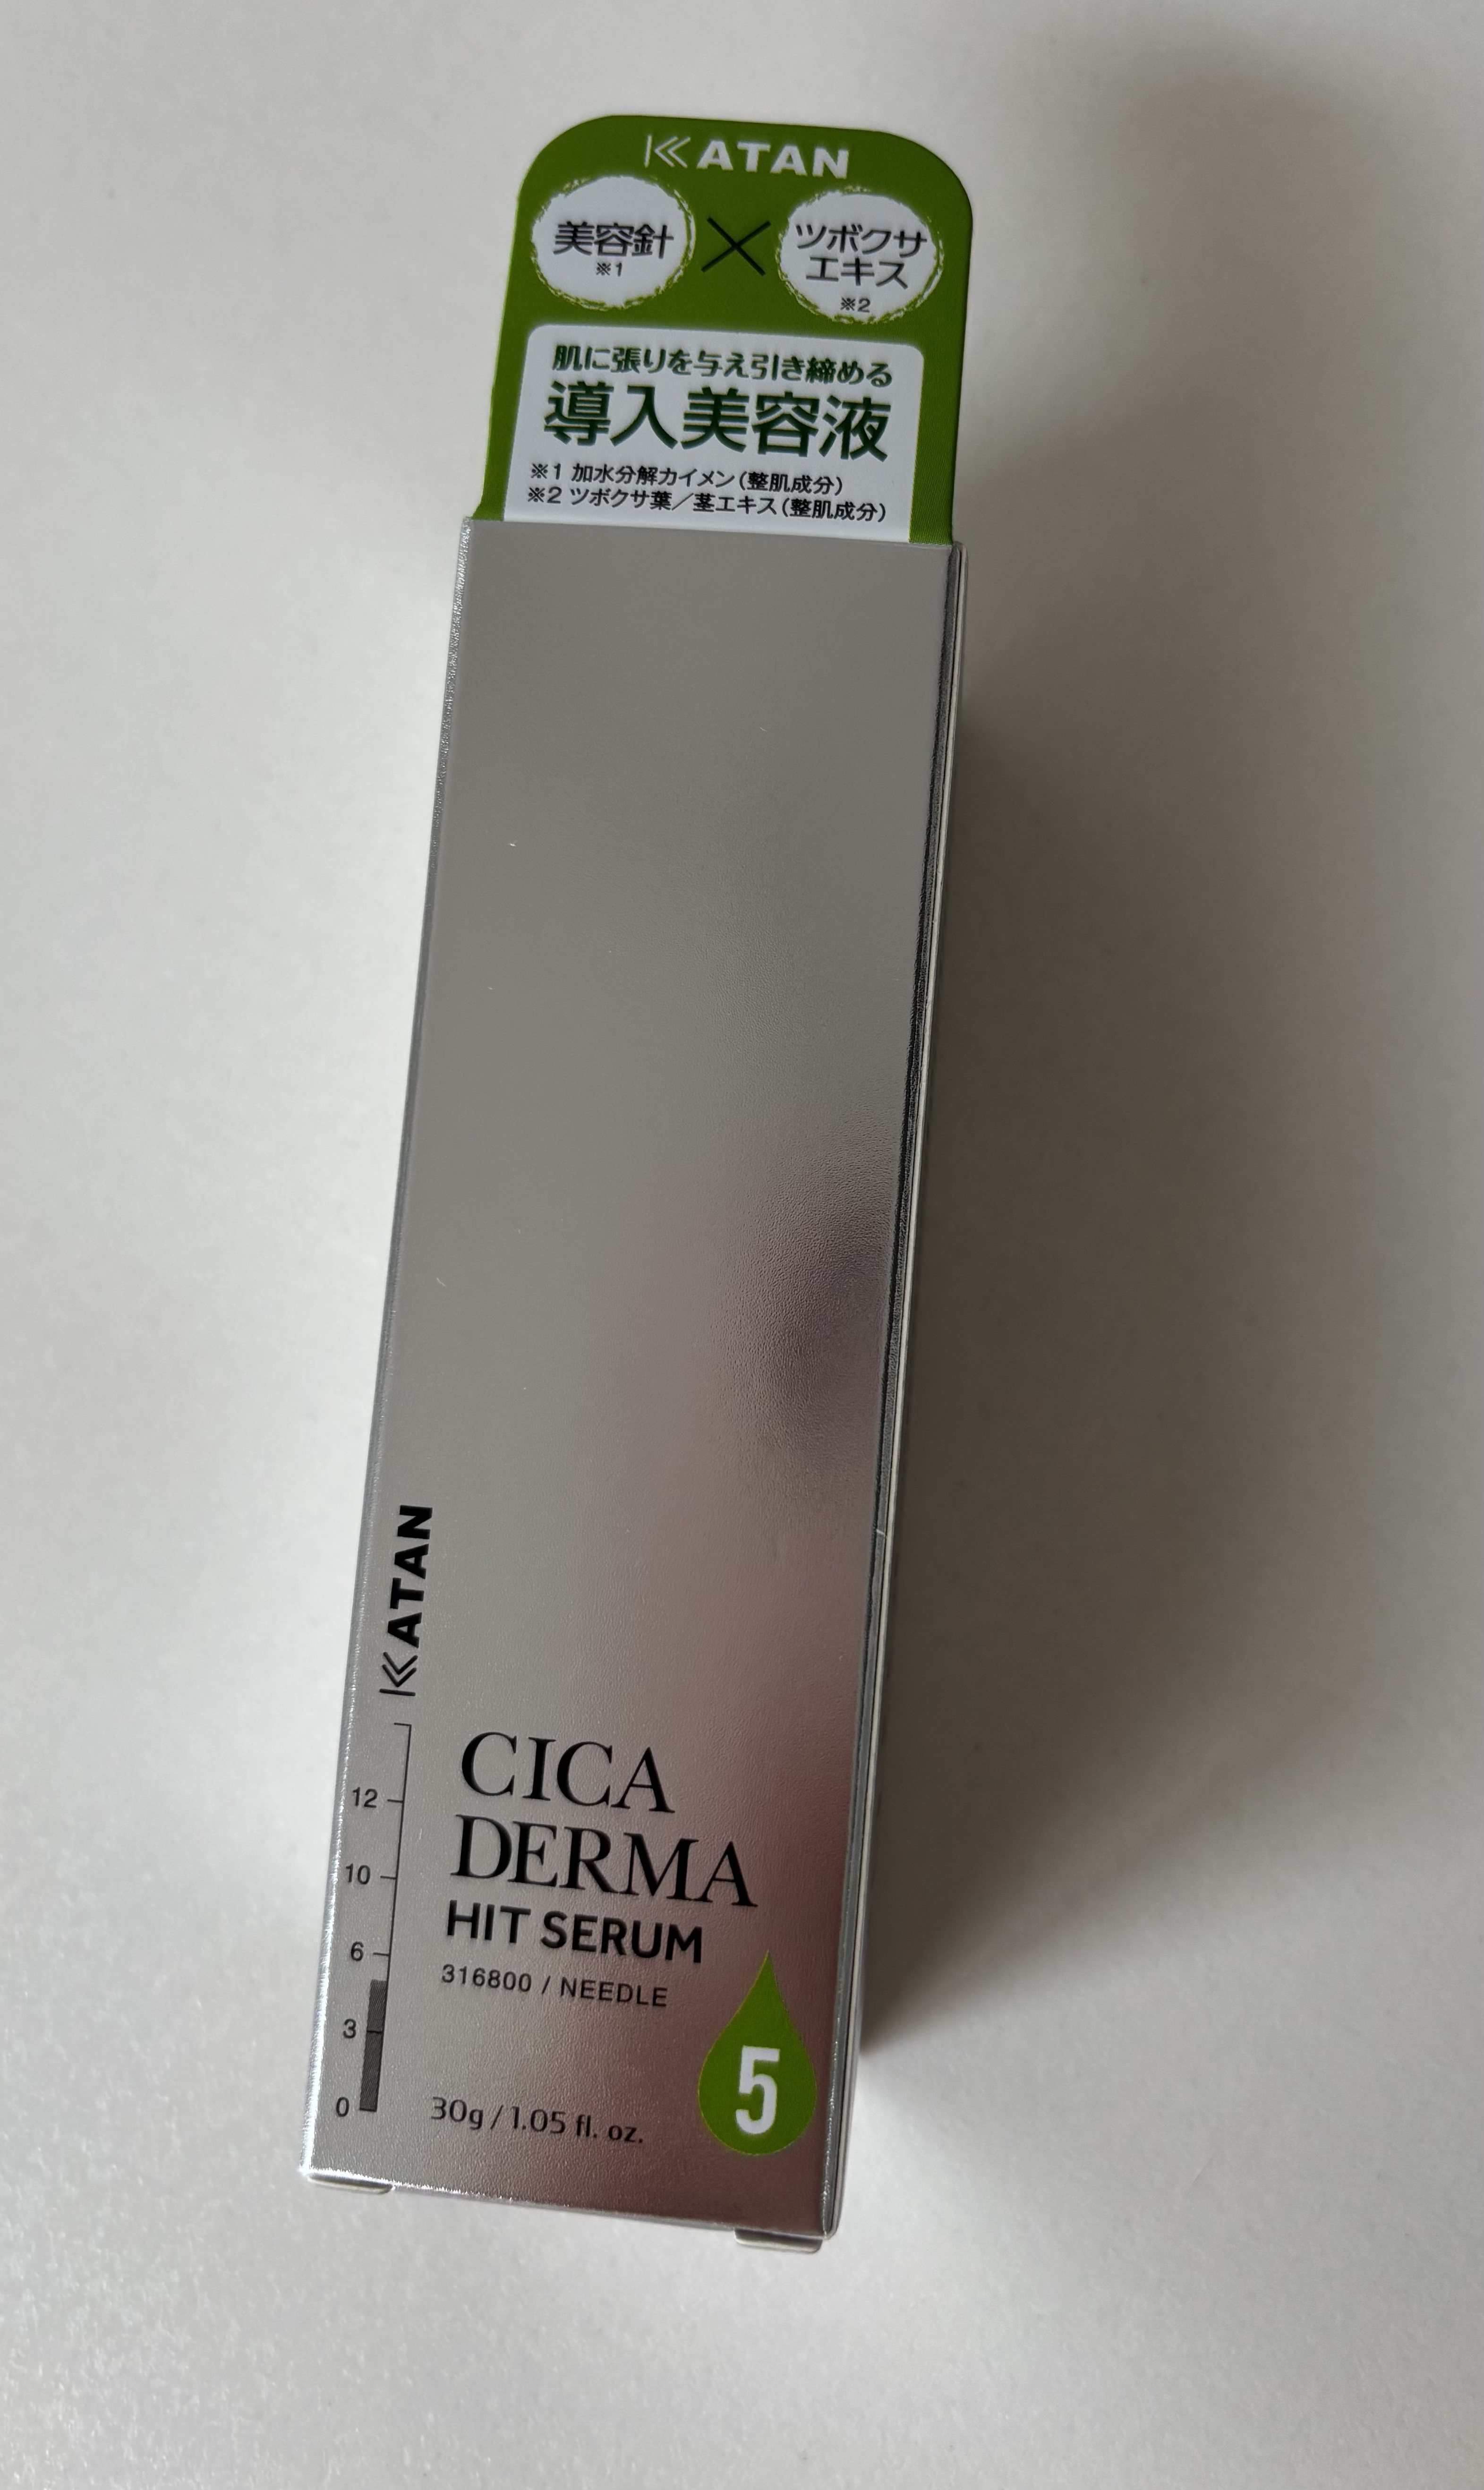 KATAN
美容針
※1
×
ツボクサ
エキス
※2
肌に張りを与え引き締める
導入美容液
※1 加水分解カイメン(整肌成分)
※2 ツボクサ葉/茎エキス(整肌成分)
KATAN
12
10
6
3
0
CICA
DERMA
HIT SERUM
316800 / NEEDLE
5
30g / 1.05 fl. oz.